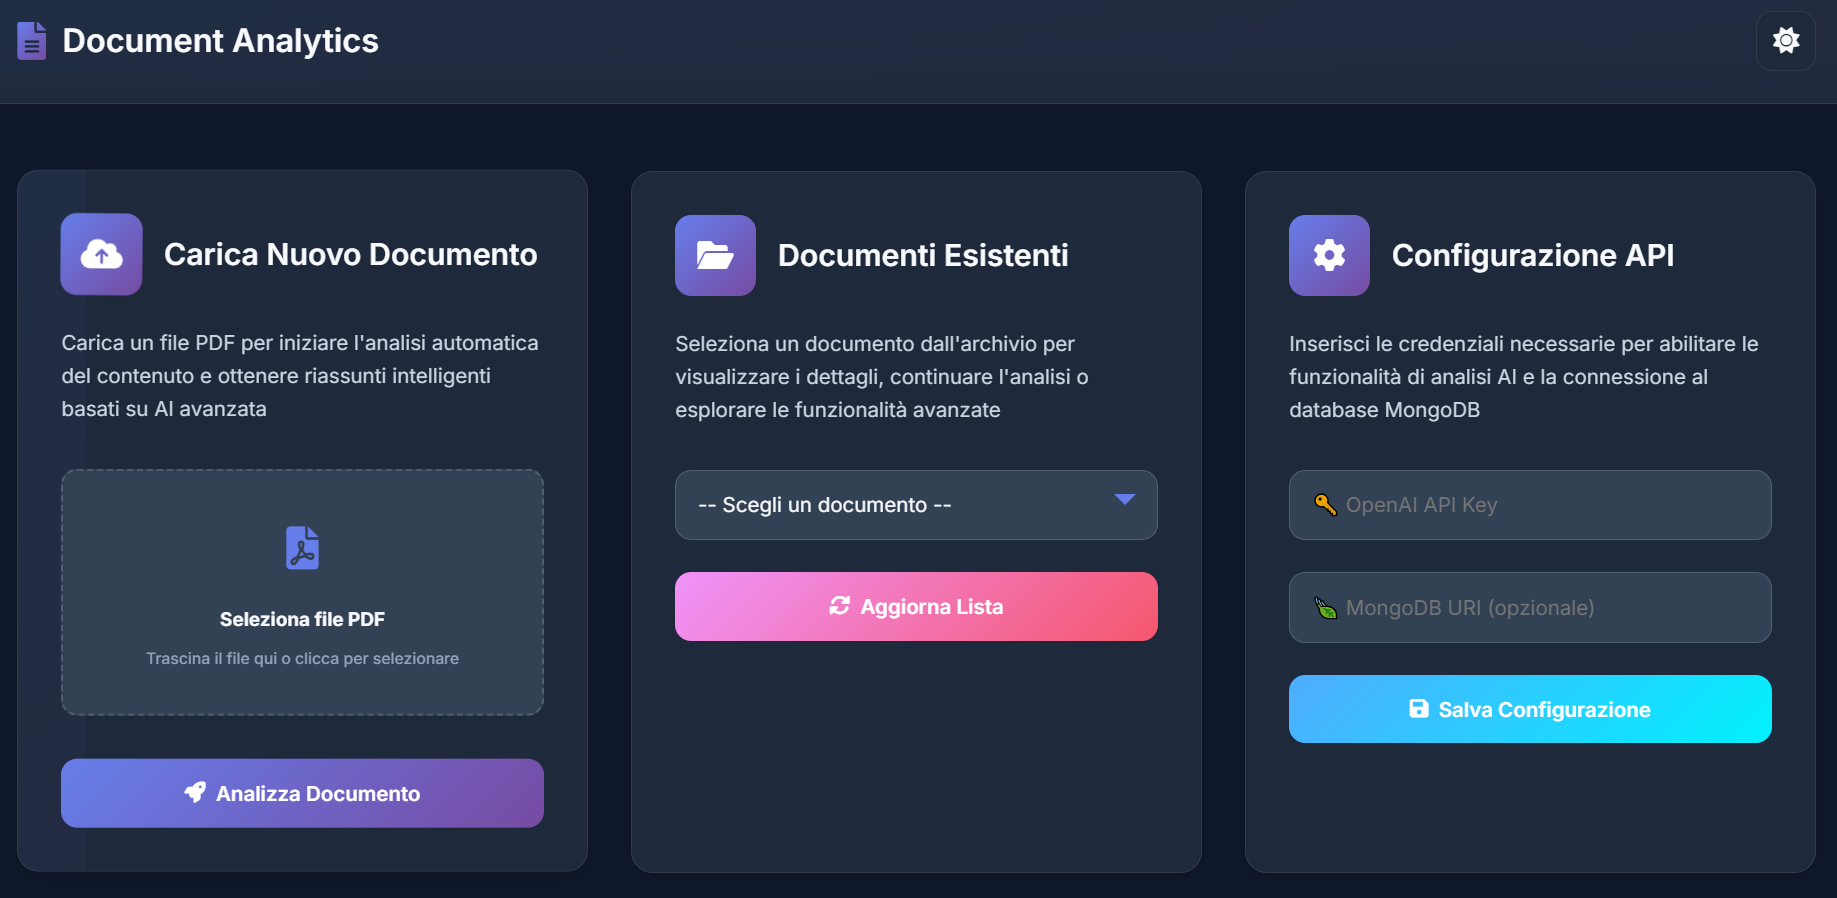 Document Analytics
Carica Nuovo Documento
Carica un file PDF per iniziare l'analisi automatica
del contenuto e ottenere riassunti intelligenti
basati su AI avanzata
Seleziona file PDF
Trascina il file qui o clicca per selezionare
Analizza Documento
Documenti Esistenti
Seleziona un documento dall'archivio per
visualizzare i dettagli, continuare l'analisi o
esplorare le funzionalità avanzate
-- Scegli un documento --
Aggiorna Lista
Configurazione API
Inserisci le credenziali necessarie per abilitare le
funzionalità di analisi AI e la connessione al
database MongoDB
OpenAI API Key
MongoDB URI (opzionale)
Salva Configurazione